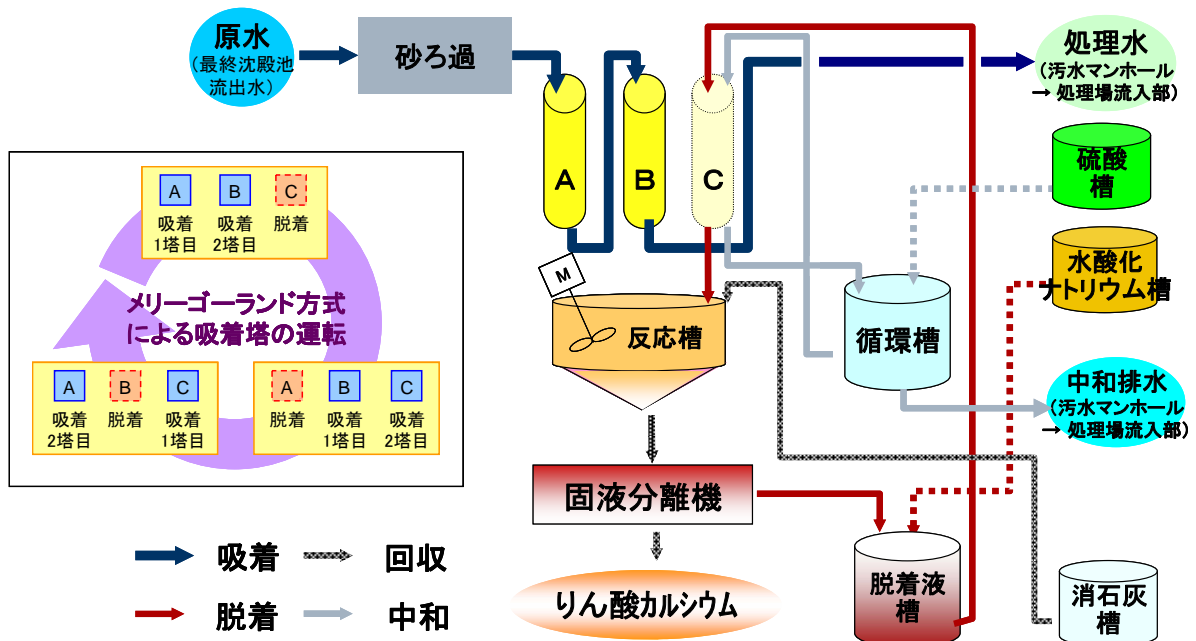 原水
(最終沈殿池
流出水)
砂ろ過
処理水
(汚水マンホール
→ 処理場流入部)
A
B
C
硫酸
槽
水酸化
ナトリウム槽
A
B
C
吸着
1塔目
吸着
2塔目
脱着
メリーゴーランド方式
による吸着塔の運転
A
B
C
吸着
2塔目
脱着
吸着
1塔目
A
B
C
脱着
吸着
1塔目
吸着
2塔目
M
反応槽
循環槽
中和排水
(汚水マンホール
→ 処理場流入部)
固液分離機
りん酸カルシウム
脱着液
槽
消石灰
槽
吸着
回収
脱着
中和